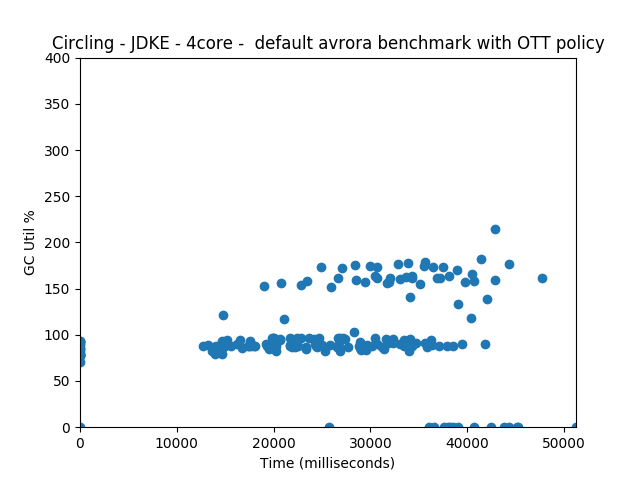 Circling - JDKE - 4core -  default avrora benchmark with OTT policy
400
350
300
250
200
150
100
50
0
GC Util %
0 10000 20000 30000 40000 50000
Time (milliseconds)